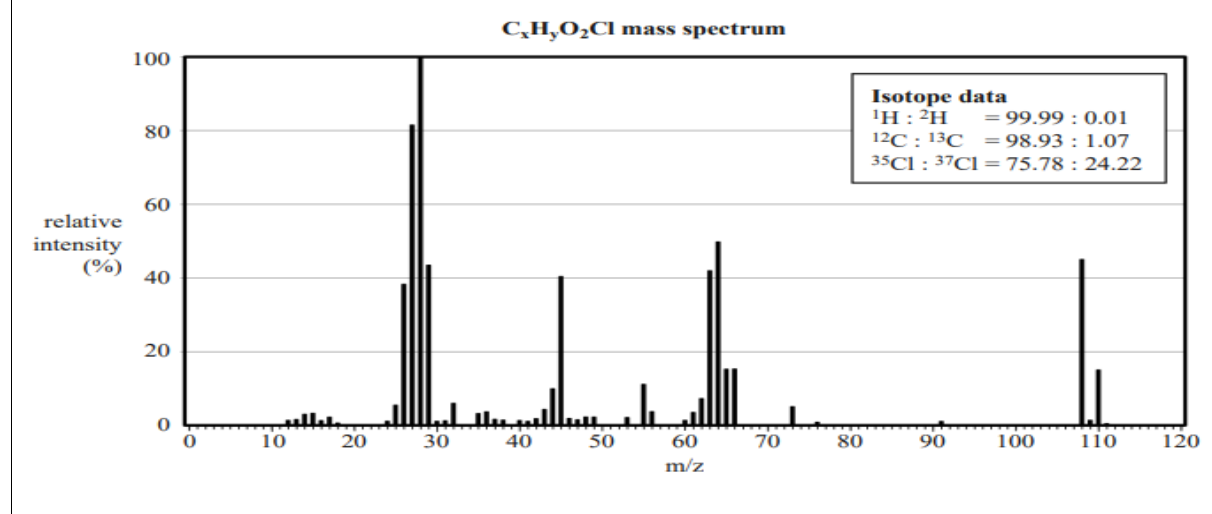 CₓHᵧO₂Cl mass spectrum
100
80
60
40
20
0
relative
intensity
(%)
Isotope data
¹H : ²H = 99.99 : 0.01
¹²C : ¹³C = 98.93 : 1.07
³⁵Cl : ³⁷Cl = 75.78 : 24.22
0 10 20 30 40 50 60 70 80 90 100 110 120
m/z